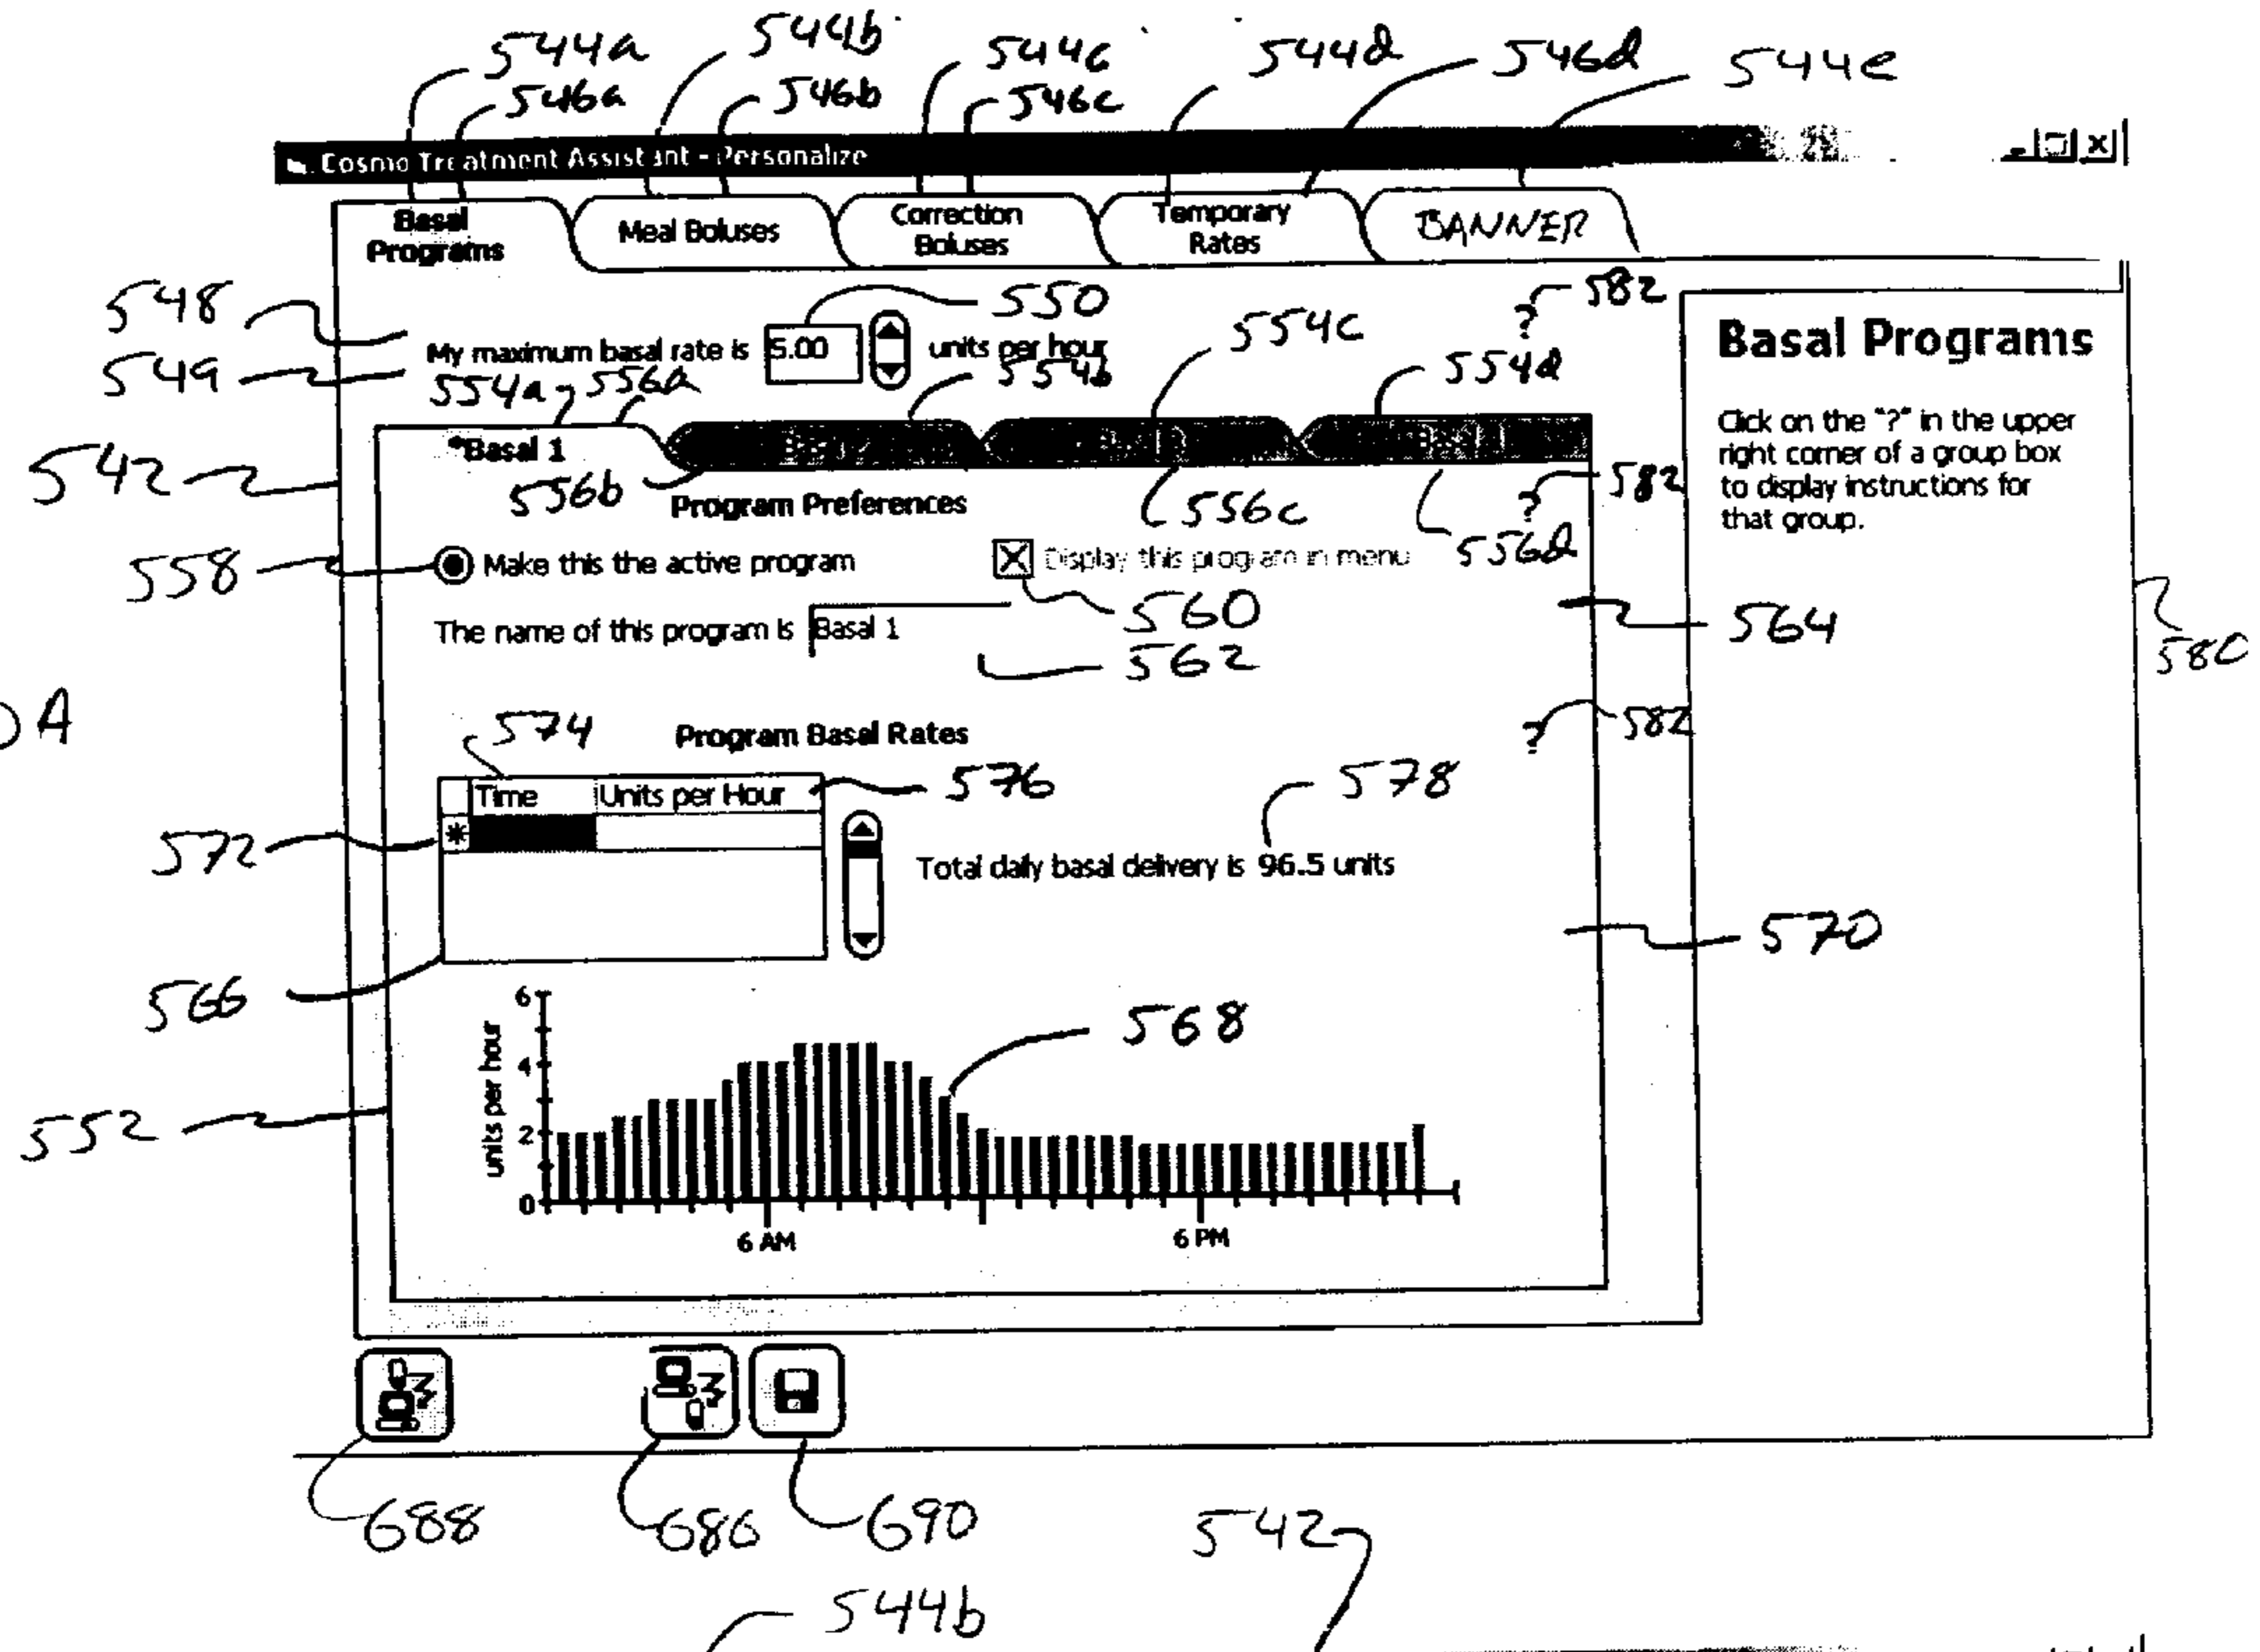 544a 544b 544c 544d 546d 544e
546a 546b 546c
Cosmo Treatment Assistant - Personalize
Basal Programs
Meal Boluses
Correction Boluses
Temporary Rates
BANNER
548
550
? 582
My maximum basal rate is 5.00 units per hour
549
554a 556a 554b 554c 554d
Basal Programs
Click on the "?" in the upper
right corner of a group box
to display instructions for
that group.
*Basal 1
542
556b
Program Preferences
556c
? 582
556d
558
Make this the active program
Display this program in menu
560
564
580
The name of this program is Basal 1
562
A
574
Program Basal Rates
? 582
576
578
Time Units per Hour
572
*
Total daily basal delivery is 96.5 units
570
566
568
units per hour
6
4
2
0
6 AM 6 PM
552
688 686 690 542
544b